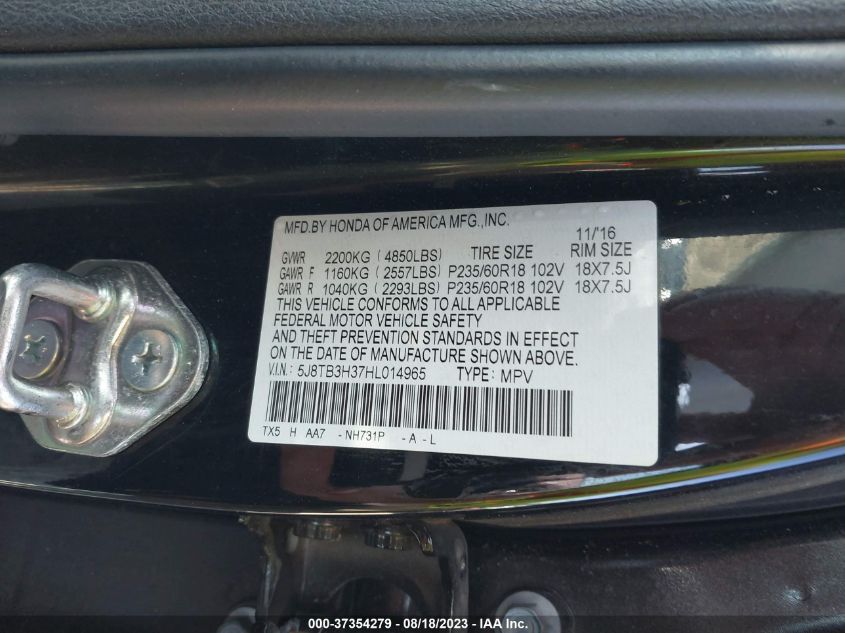 MFD.BY HONDA OF AMERICA MFG.,INC.
11/'16
GVWR 2200KG (4850LBS) TIRE SIZE RIM SIZE
GAWR F 1160KG (2557LBS) P235/60R18 102V 18X7.5J
GAWR R 1040KG (2293LBS) P235/60R18 102V 18X7.5J
THIS VEHICLE CONFORMS TO ALL APPLICABLE
FEDERAL MOTOR VEHICLE SAFETY
AND THEFT PREVENTION STANDARDS IN EFFECT
ON THE DATE OF MANUFACTURE SHOWN ABOVE.
V.I.N.: 5J8TB3H37HL014965 TYPE: MPV
TX5 H AA7 -NH731P -A-L
000-37354279 - 08/18/2023 - IAA Inc.